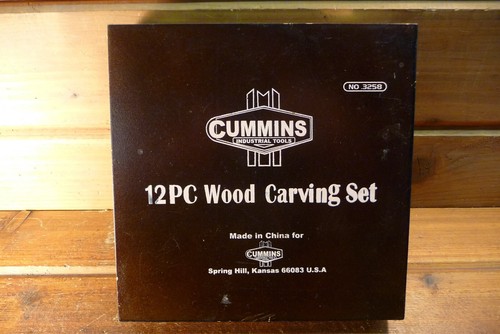 NO .3258
CUMMINS
INDUSTRIAL TOOLS
12PC Wood Carving Set
Made in China for
CUMMINS
Spring Hill, Kansas 66083 U.S.A